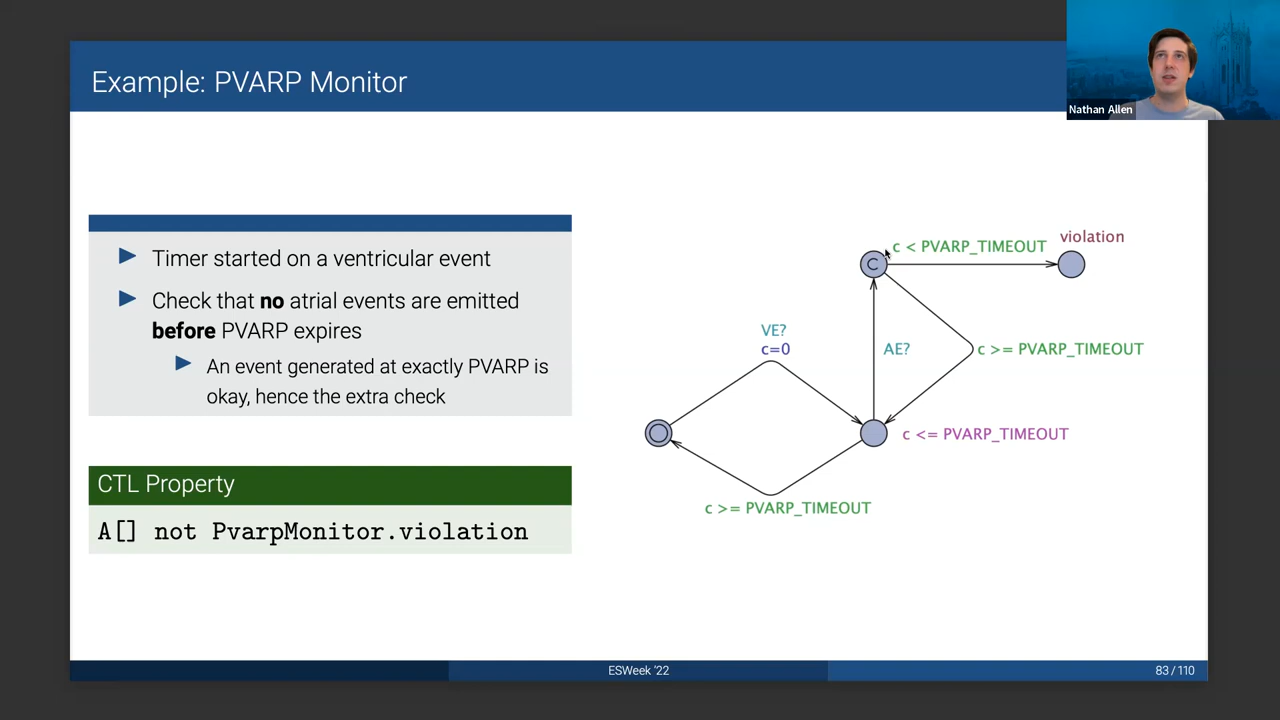 Example: PVARP Monitor
Nathan Allen
Timer started on a ventricular event
Check that no atrial events are emitted
before PVARP expires
An event generated at exactly PVARP is
okay, hence the extra check
CTL Property
A[] not PvarpMonitor.violation
violation
c < PVARP_TIMEOUT
C
VE?
c=0
AE?
c >= PVARP_TIMEOUT
c <= PVARP_TIMEOUT
c >= PVARP_TIMEOUT
ESWeek '22
83 / 110